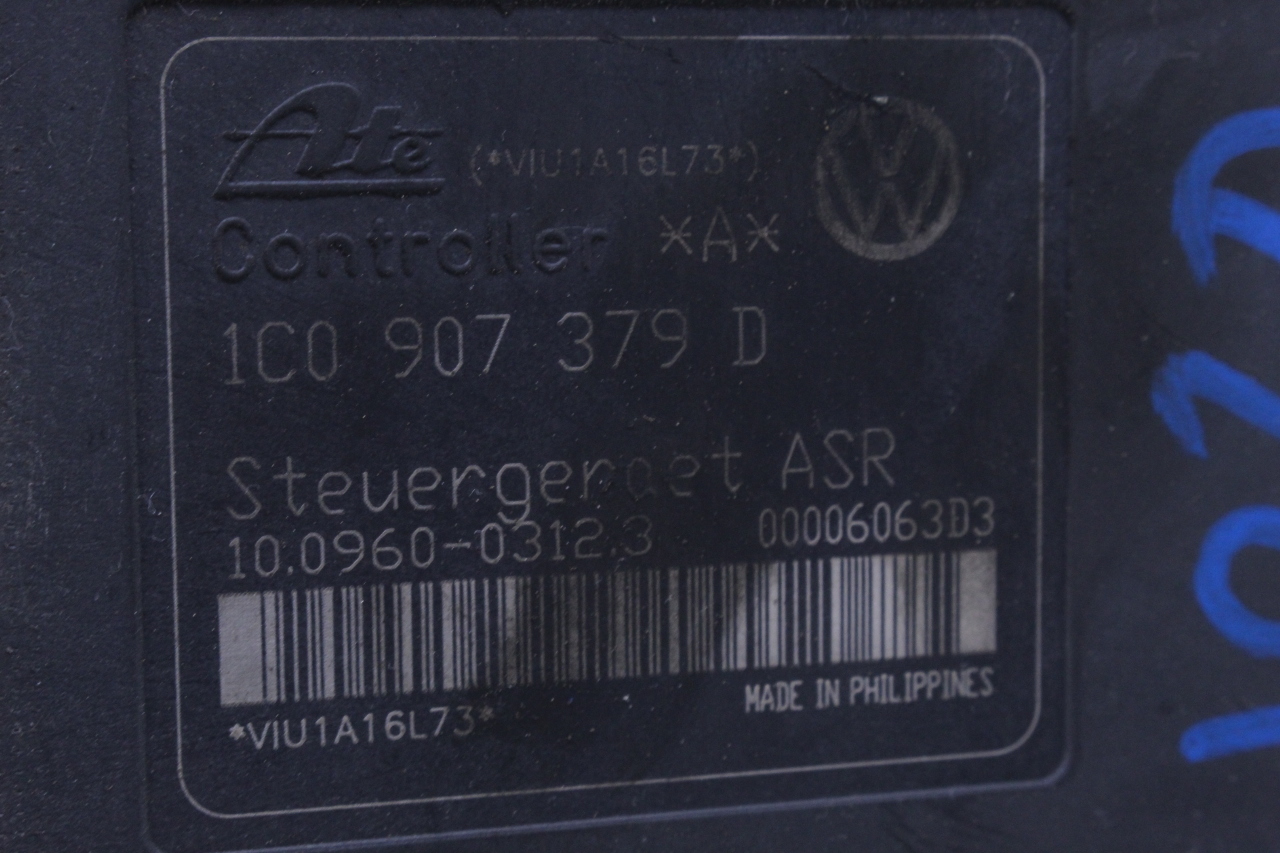 Ate (*VIU1A16L73*)
Controller *A*
1C0 907 379 D
Steuergeraet ASR
10.0960-0312.3 00006063D3
*VIU1A16L73*
MADE IN PHILIPPINES